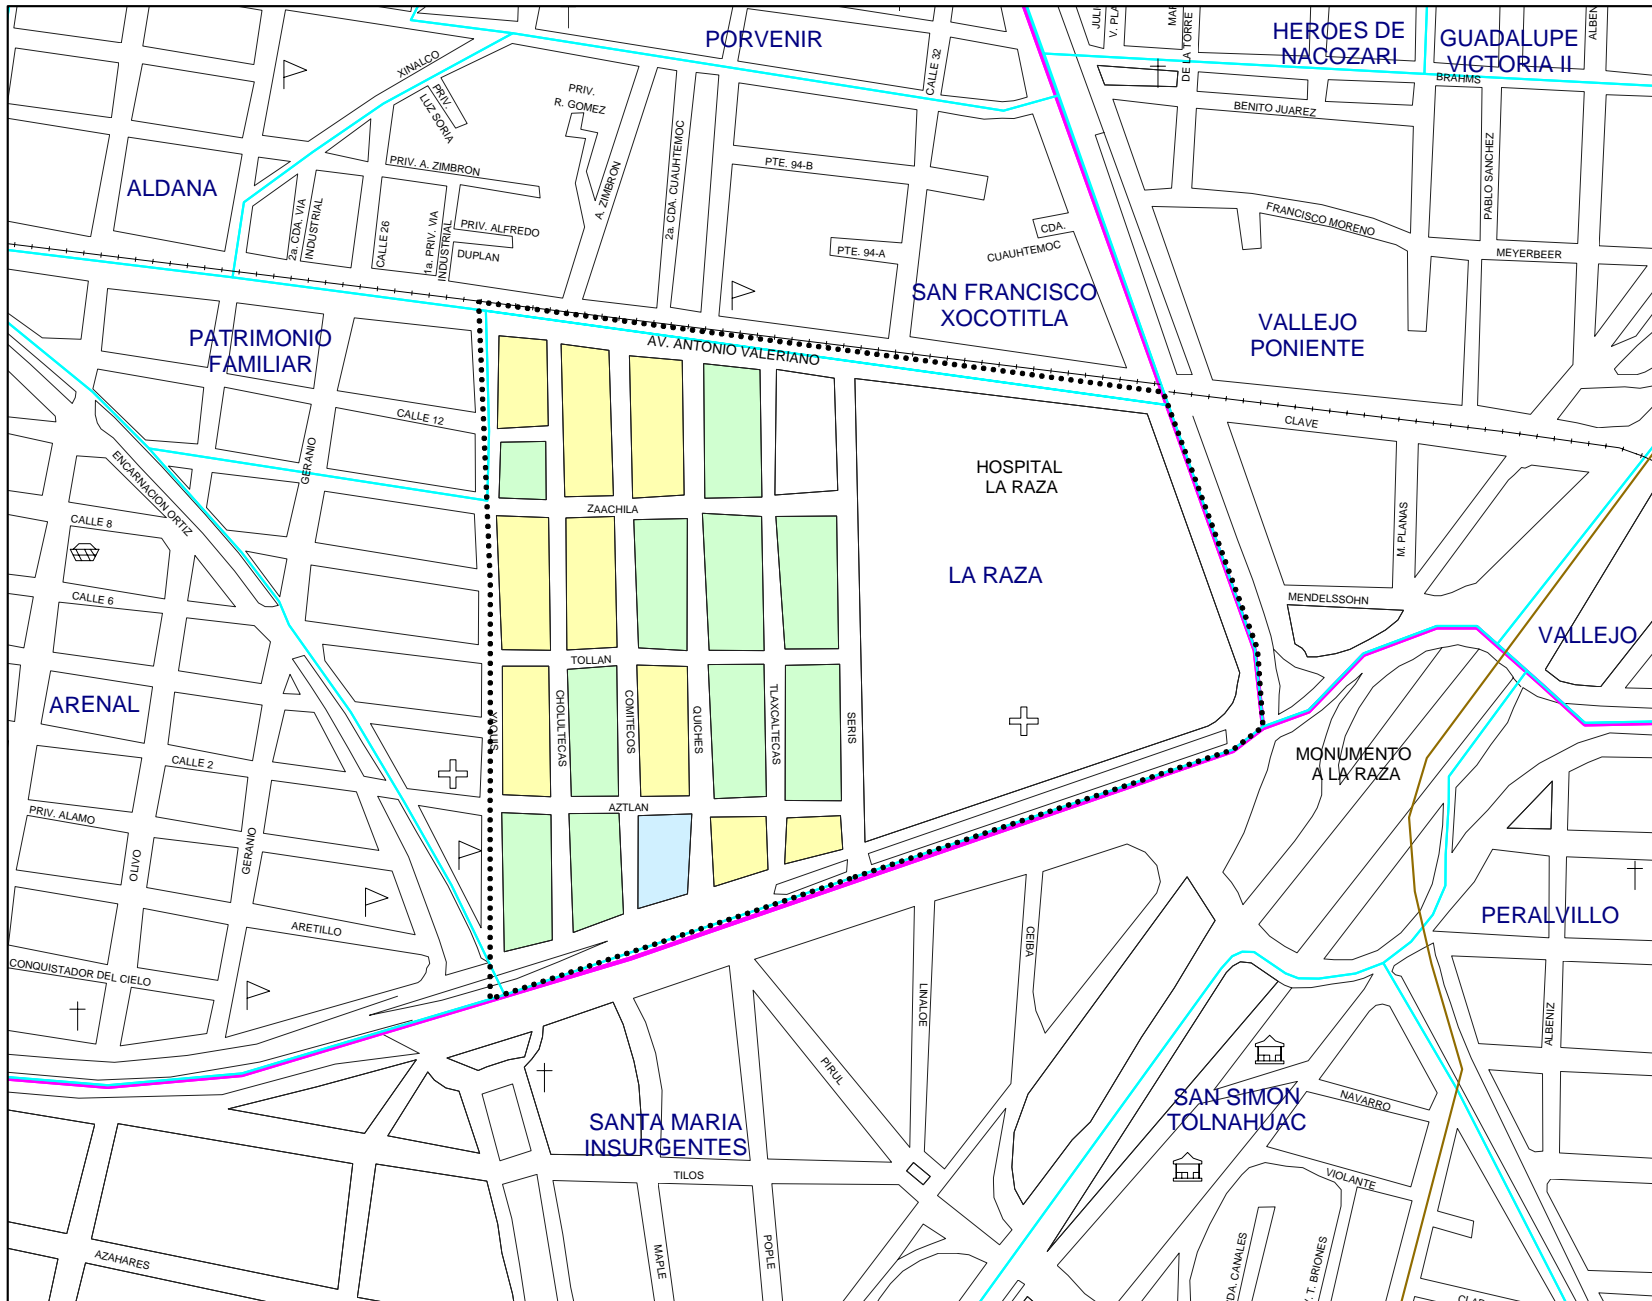 PORVENIR
HEROES DE
NACOZARI
GUADALUPE
VICTORIA II
BRAHMS
DE LA TORRE
CALLE 32
XINALCO
PRIV.
LUZ SORIA
PRIV.
R. GOMEZ
BENITO JUAREZ
PABLO SANCHEZ
ALDANA
PRIV. A. ZIMBRON
A. ZIMBRON
2a. CDA. CUAUHTEMOC
PTE. 94-B
2a. CDA. VIA
INDUSTRIAL
CALLE 26
1a. PRIV. VIA
INDUSTRIAL
PRIV. ALFREDO
DUPLAN
PTE. 94-A
CDA.
CUAUHTEMOC
FRANCISCO MORENO
MEYERBEER
SAN FRANCISCO
XOCOTITLA
VALLEJO
PONIENTE
PATRIMONIO
FAMILIAR
AV. ANTONIO VALERIANO
CALLE 12
GERANIO
CLAVE
ENCARNACION ORTIZ
HOSPITAL
LA RAZA
CALLE 8
ZAACHILA
M. PLANAS
LA RAZA
CALLE 6
MENDELSSOHN
VALLEJO
TOLLAN
ARENAL
YAQUIS
CHOLULTECAS
COMITECOS
QUICHES
TLAXCALTECAS
SERIS
CALLE 2
MONUMENTO
A LA RAZA
AZTLAN
PRIV. ALAMO
OLIVO
GERANIO
ARETILLO
PERALVILLO
CEIBA
CONQUISTADOR DEL CIELO
LINALOE
ALBENIZ
PIRUL
SANTA MARIA
INSURGENTES
SAN SIMON
TOLNAHUAC
NAVARRO
TILOS
VIOLANTE
AZAHARES
MAPLE
POPLE
CANALES
T. BRIONES